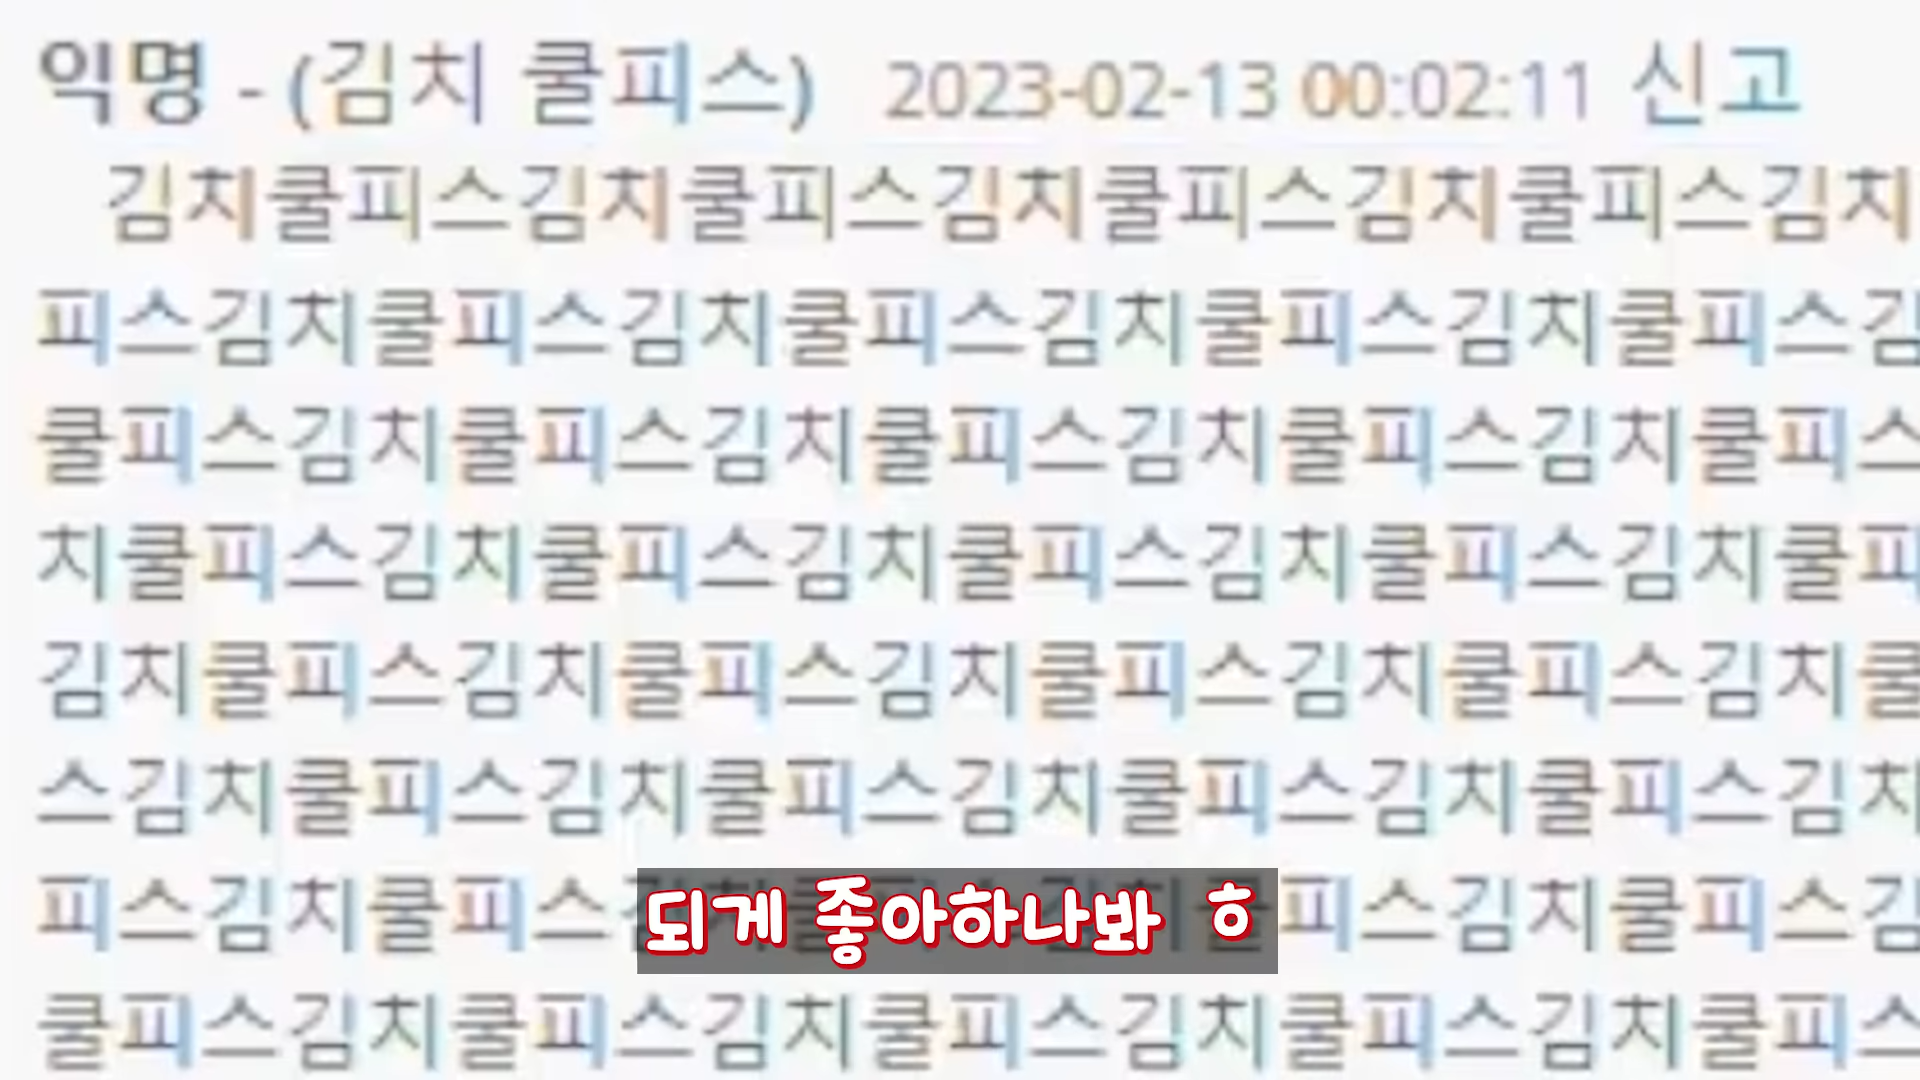 익명 - (김치 쿨피스) 2023-02-13 00:02:11 신고
김치쿨피스김치쿨피스김치쿨피스김치쿨피스김치
피스김치쿨피스김치쿨피스김치쿨피스김치쿨피스김
쿨피스김치쿨피스김치쿨피스김치쿨피스김치쿨피스
치쿨피스김치쿨피스김치쿨피스김치쿨피스김치쿨피
김치쿨피스김치쿨피스김치쿨피스김치쿨피스김치쿨
스김치쿨피스김치쿨피스김치쿨피스김치쿨피스김치
피스김치쿨피스 피스김치쿨피스김
되게 좋아하나봐 ㅎ
쿨피스김치쿨피스김치쿨피스김치쿨피스김치쿨피스